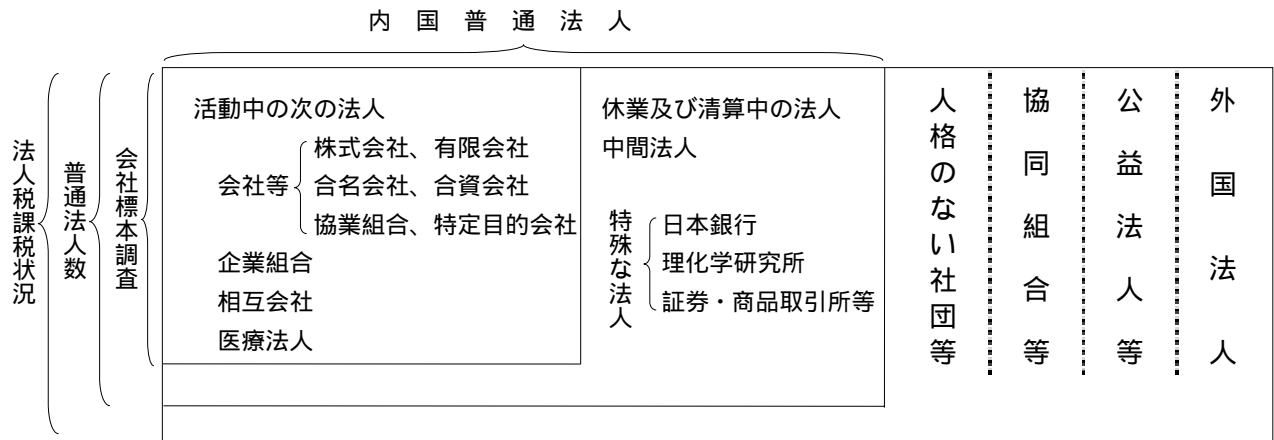 内国普通法人
法人税課税状況
普通法人数
会社標本調査
活動中の次の法人
会社等
株式会社、有限会社
合名会社、合資会社
協業組合、特定目的会社
企業組合
相互会社
医療法人
休業及び清算中の法人
中間法人
特殊な法人
日本銀行
理化学研究所
証券・商品取引所等
人格のない社団等
協同組合等
公益法人等
外国法人